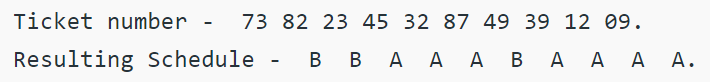 Ticket number -  73 82 23 45 32 87 49 39 12 09.
Resulting Schedule -  B  B  A  A  A  B  A  A  A  A.